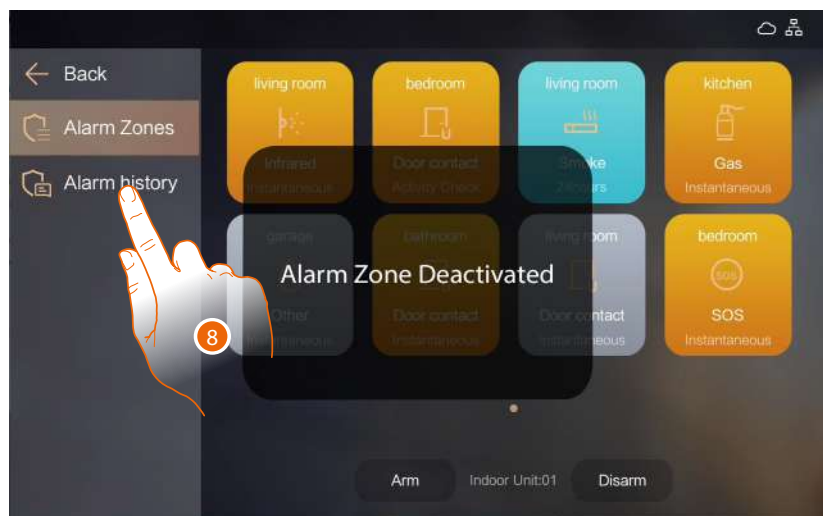 Back
Alarm Zones
Alarm history
living room
bedroom
living room
kitchen
Infrared
Door contact
Smoke
Gas
Instantaneous
Activity Check
24hours
Instantaneous
garage
bathroom
living room
bedroom
Alarm Zone Deactivated
SOS
Other
Door contact
Door contact
SOS
Instantaneous
Instantaneous
Instantaneous
Instantaneous
8
Arm
Indoor Unit:01
Disarm